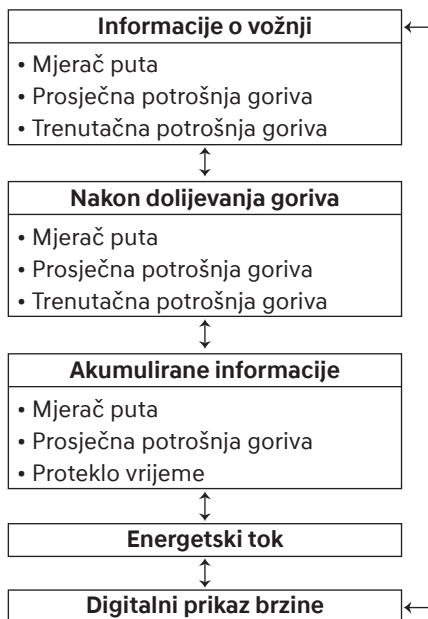 Informacije o vožnji
• Mjerač puta
• Prosječna potrošnja goriva
• Trenutačna potrošnja goriva
Nakon dolijevanja goriva
• Mjerač puta
• Prosječna potrošnja goriva
• Trenutačna potrošnja goriva
Akumulirane informacije
• Mjerač puta
• Prosječna potrošnja goriva
• Proteklo vrijeme
Energetski tok
Digitalni prikaz brzine